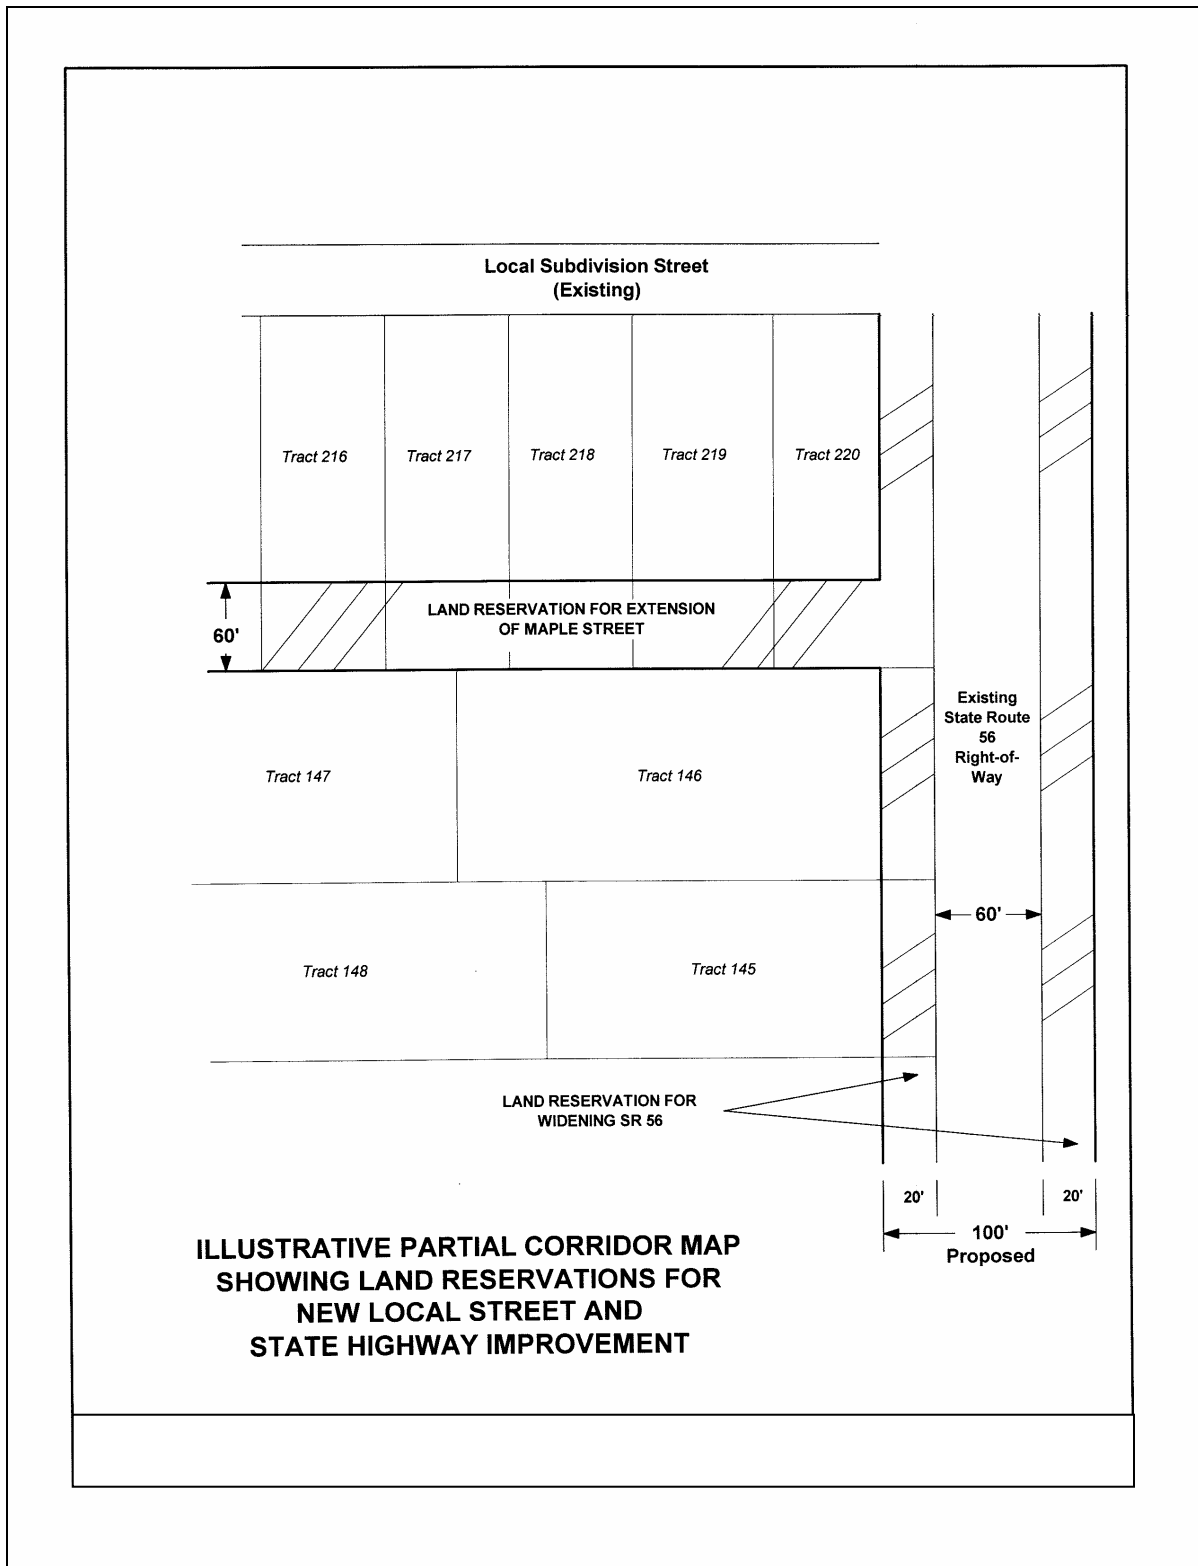 Local Subdivision Street
(Existing)
Tract 216
Tract 217
Tract 218
Tract 219
Tract 220
60'
LAND RESERVATION FOR EXTENSION
OF MAPLE STREET
Existing
State Route
56
Right-of-
Way
Tract 147
Tract 146
60'
Tract 148
Tract 145
LAND RESERVATION FOR
WIDENING SR 56
20'
20'
100'
Proposed
ILLUSTRATIVE PARTIAL CORRIDOR MAP
SHOWING LAND RESERVATIONS FOR
NEW LOCAL STREET AND
STATE HIGHWAY IMPROVEMENT